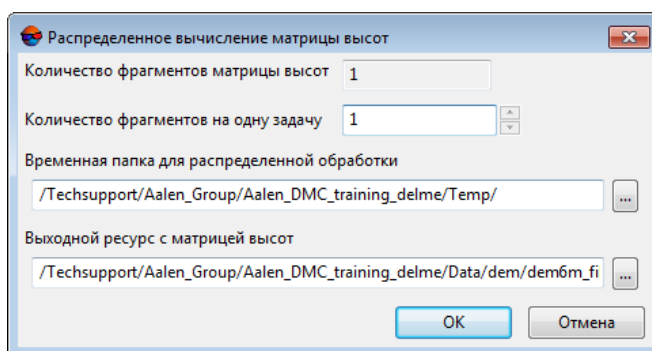 Распределенное вычисление матрицы высот
Количество фрагментов матрицы высот 1
Количество фрагментов на одну задачу 1
Временная папка для распределенной обработки
/Techsupport/Aalen_Group/Aalen_DMC_training_delme/Temp/
...
Выходной ресурс с матрицей высот
/Techsupport/Aalen_Group/Aalen_DMC_training_delme/Data/dem/dem6m_fi
...
OK Отмена